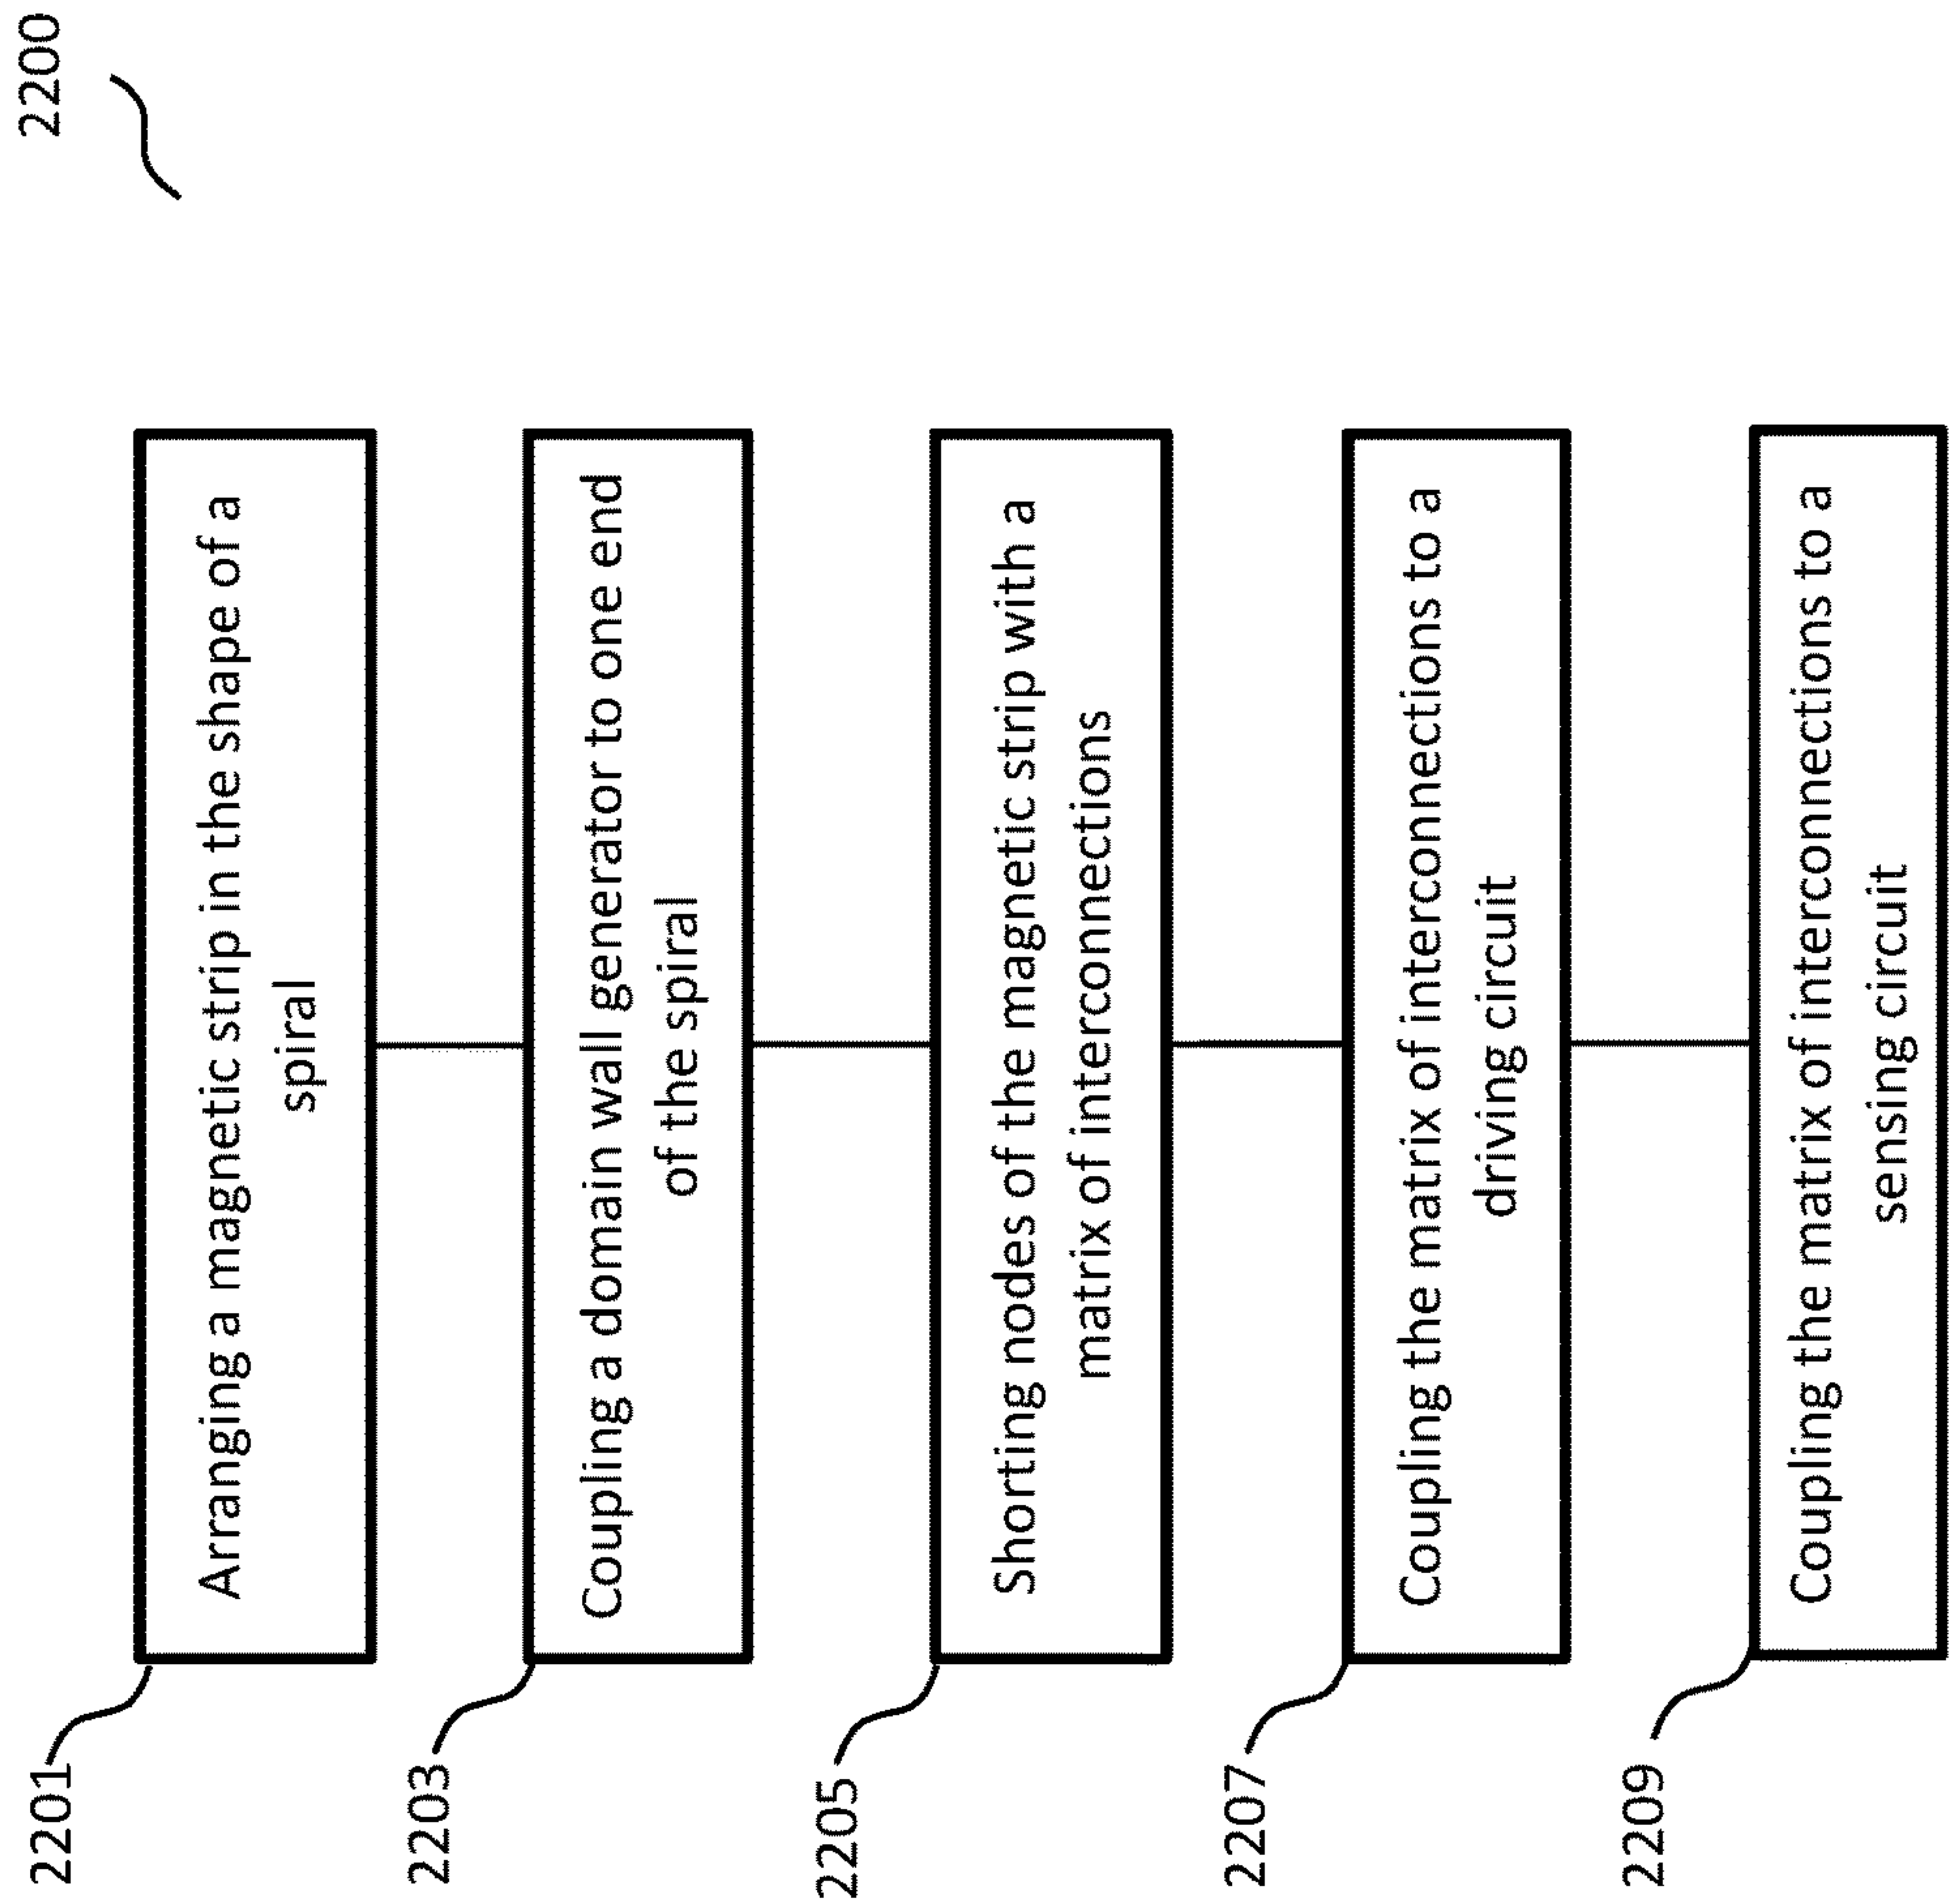 2200
2201
Arranging a magnetic strip in the shape of a
spiral
2203
Coupling a domain wall generator to one end
of the spiral
2205
Shorting nodes of the magnetic strip with a
matrix of interconnections
2207
Coupling the matrix of interconnections to a
driving circuit
2209
Coupling the matrix of interconnections to a
sensing circuit